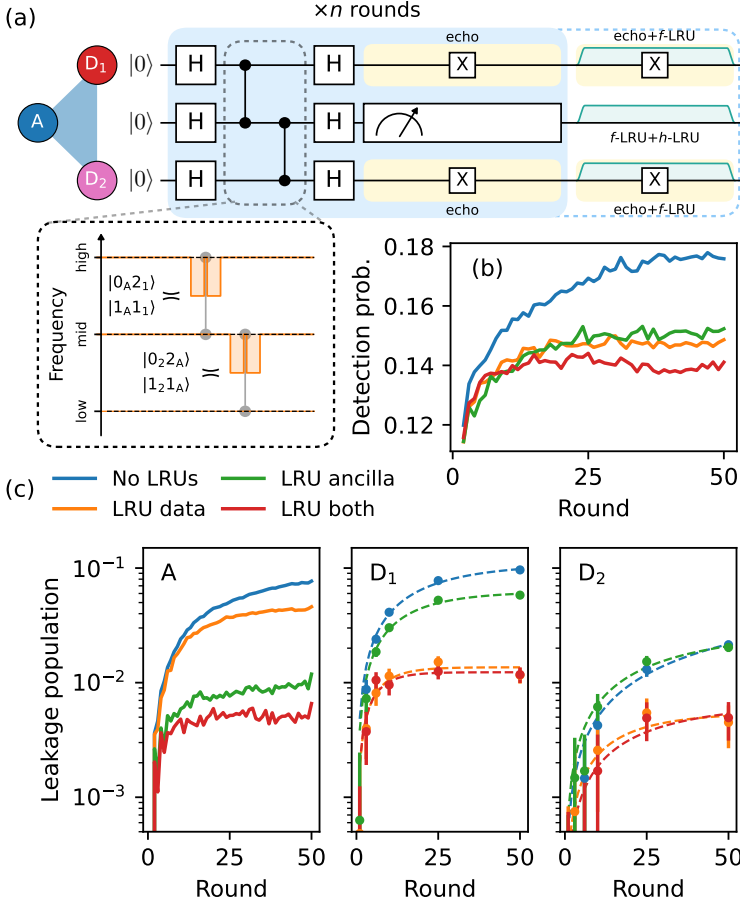 (a)
×n rounds
echo
echo+f-LRU
D1
|0⟩
H
H
X
X
A
|0⟩
H
H
f-LRU+h-LRU
D2
|0⟩
H
H
X
X
echo
echo+f-LRU
Frequency
high
mid
low
|0A21⟩
|1A11⟩
|022A⟩
|121A⟩
(b)
Detection prob.
0.18
0.16
0.14
0.12
0
25
50
Round
(c)
No LRUs
LRU ancilla
LRU data
LRU both
Leakage population
10−1
10−2
10−3
A
D1
D2
0
25
50
0
25
50
0
25
50
Round
Round
Round